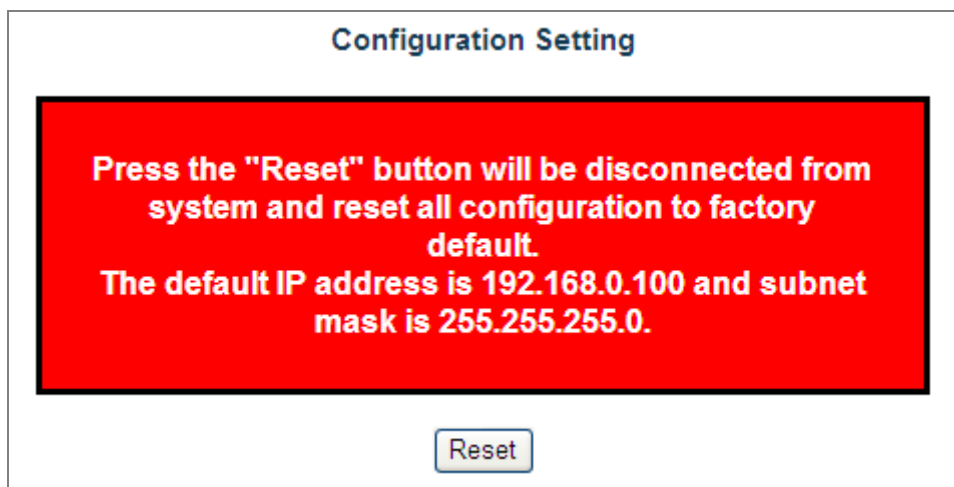 Configuration Setting
Press the "Reset" button will be disconnected from
system and reset all configuration to factory
default.
The default IP address is 192.168.0.100 and subnet
mask is 255.255.255.0.
Reset